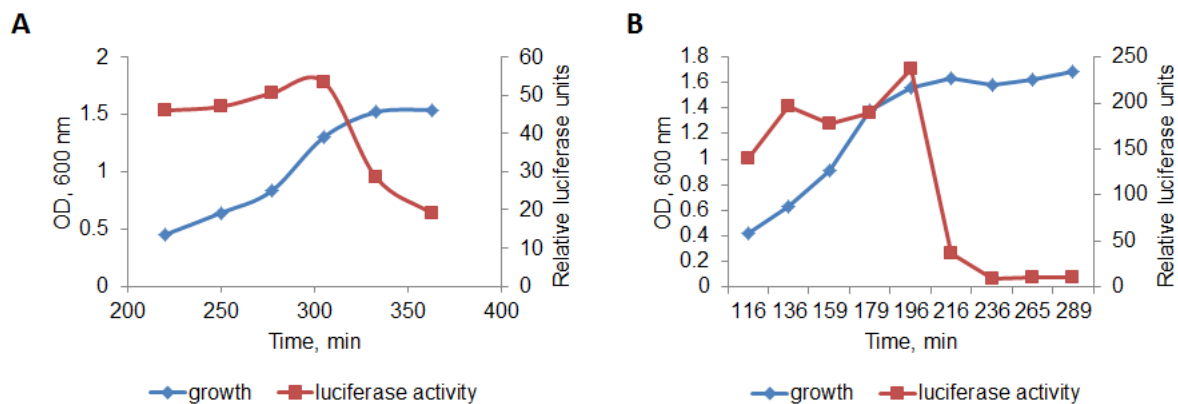 A
B
2
1.5
1
0.5
0
OD, 600 nm
60
50
40
30
20
10
0
Relative luciferase units
200 250 300 350 400
Time, min
growth luciferase activity
1.8
1.6
1.4
1.2
1
0.8
0.6
0.4
0.2
0
OD, 600 nm
250
200
150
100
50
0
Relative luciferase units
116 136 159 179 196 216 236 265 289
Time, min
growth luciferase activity